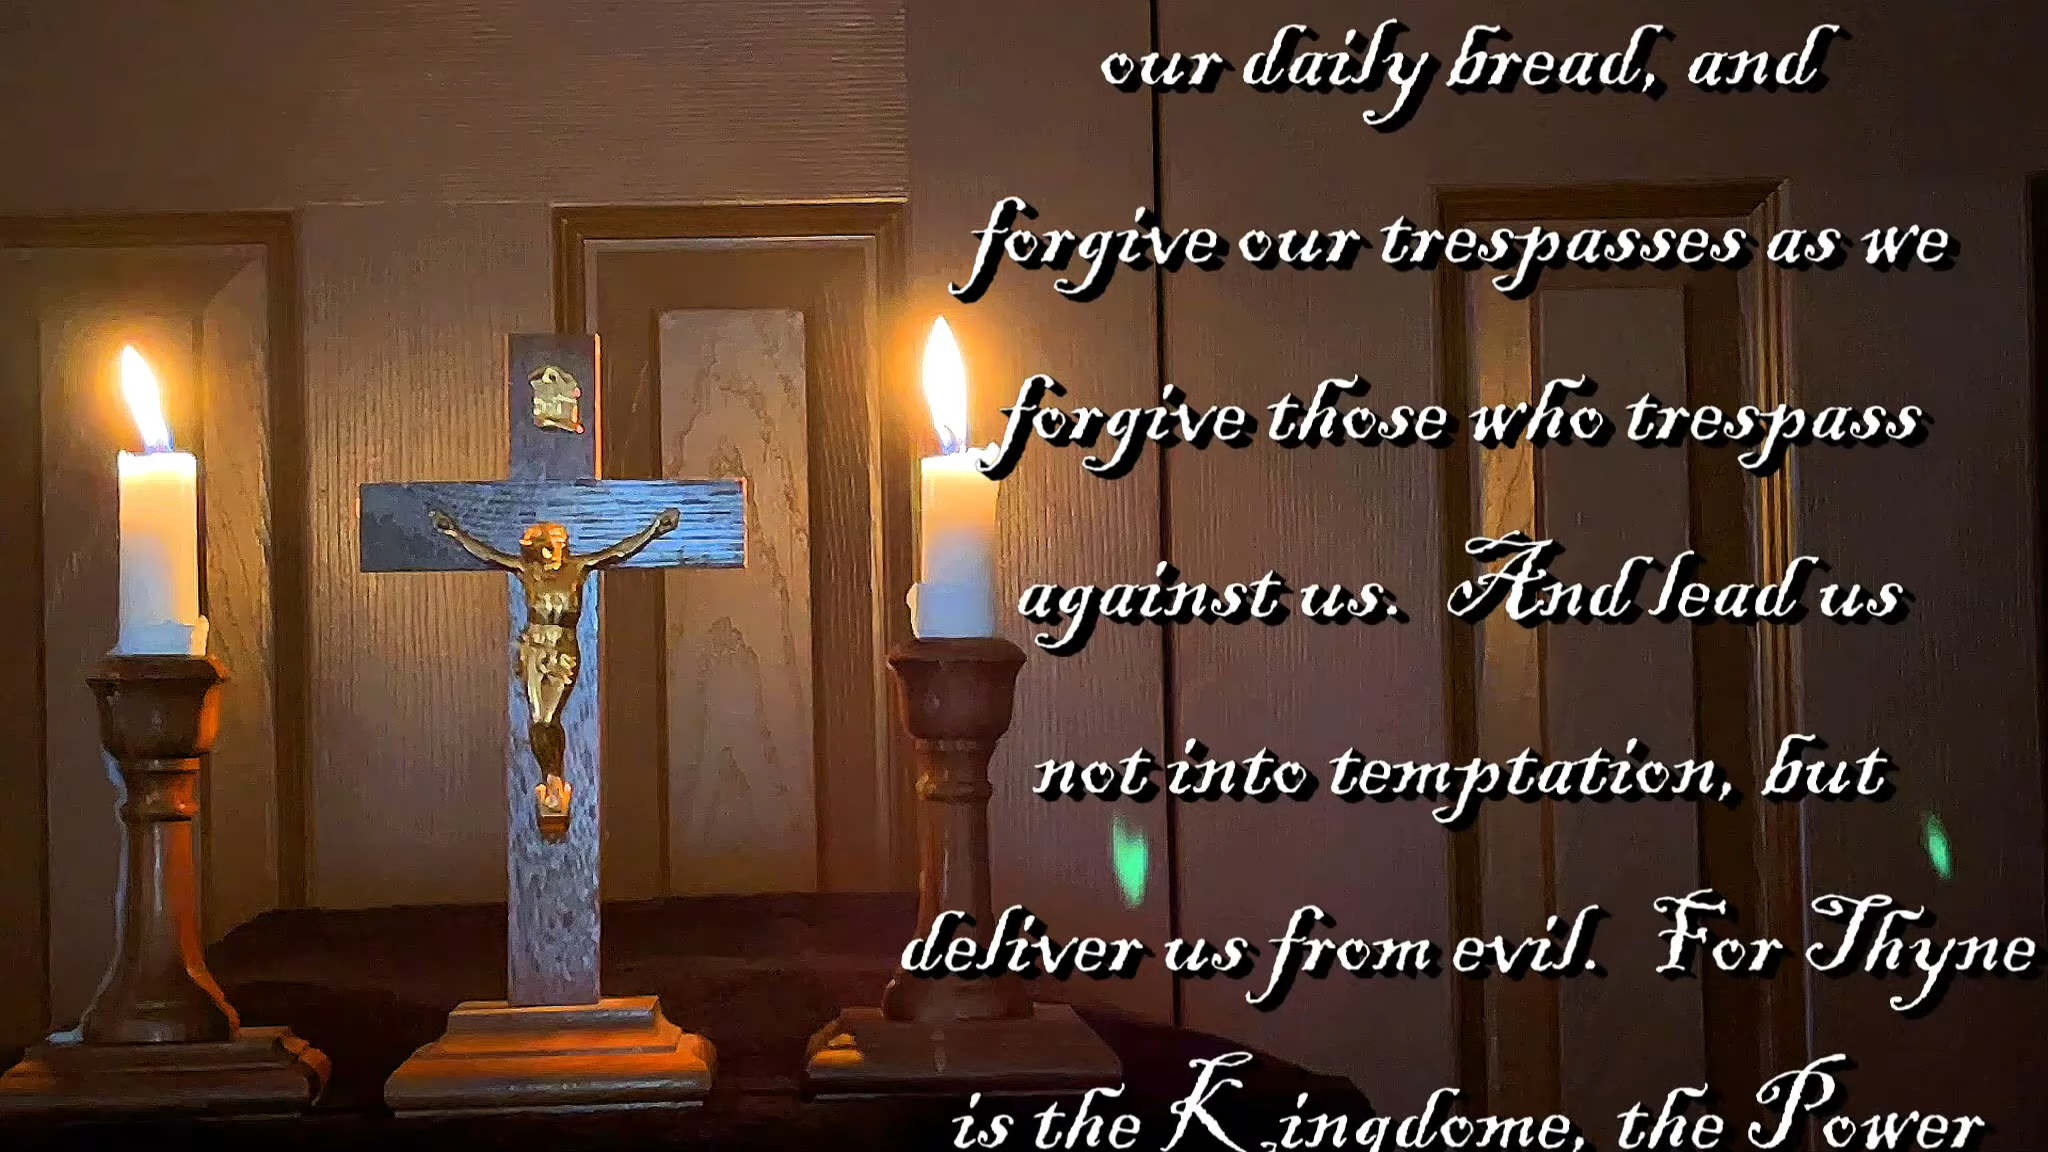 our daily bread, and
forgive our trespasses as we
forgive those who trespass
against us. And lead us
not into temptation, but
deliver us from evil. For Thyne
is the Kingdome, the Power